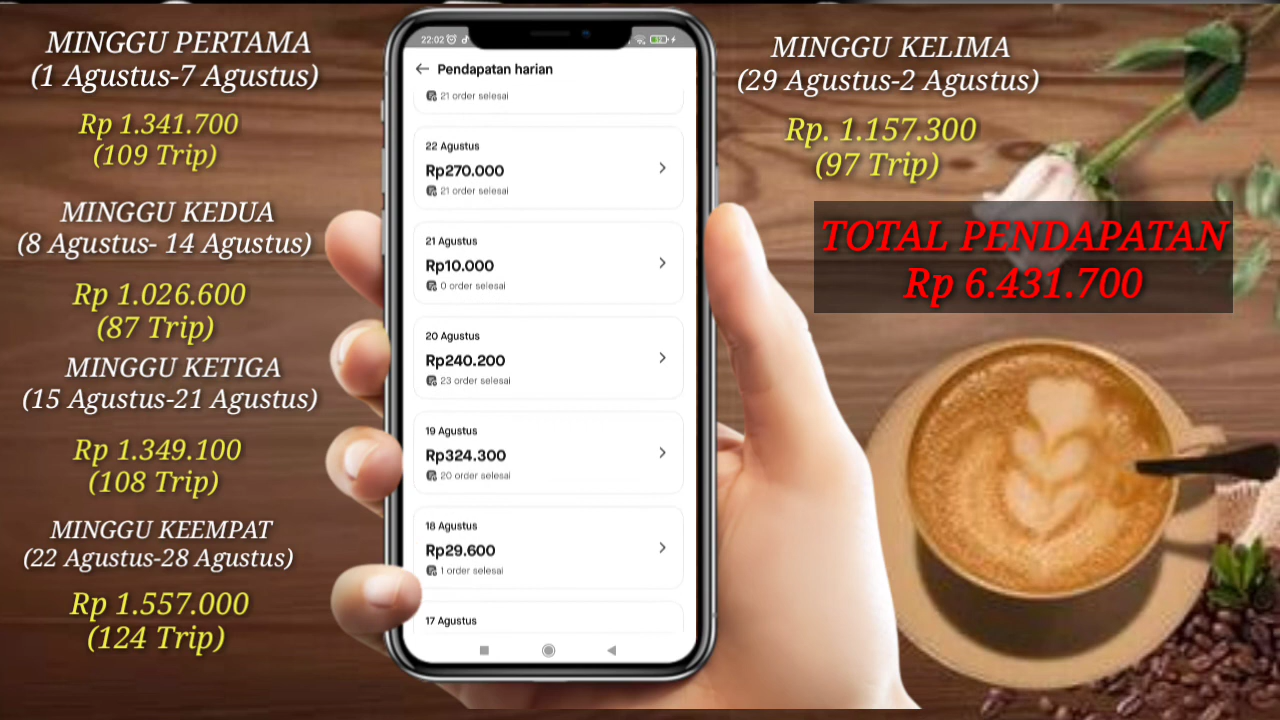 MINGGU PERTAMA
(1 Agustus-7 Agustus)
Rp 1.341.700
(109 Trip)
MINGGU KEDUA
(8 Agustus- 14 Agustus)
Rp 1.026.600
(87 Trip)
MINGGU KETIGA
(15 Agustus-21 Agustus)
Rp 1.349.100
(108 Trip)
MINGGU KEEMPAT
(22 Agustus-28 Agustus)
Rp 1.557.000
(124 Trip)
22:02
Pendapatan harian
21 order selesai
22 Agustus
Rp270.000
21 order selesai
21 Agustus
Rp10.000
0 order selesai
20 Agustus
Rp240.200
23 order selesai
19 Agustus
Rp324.300
20 order selesai
18 Agustus
Rp29.600
1 order selesai
17 Agustus
MINGGU KELIMA
(29 Agustus-2 Agustus)
Rp. 1.157.300
(97 Trip)
TOTAL PENDAPATAN
Rp 6.431.700